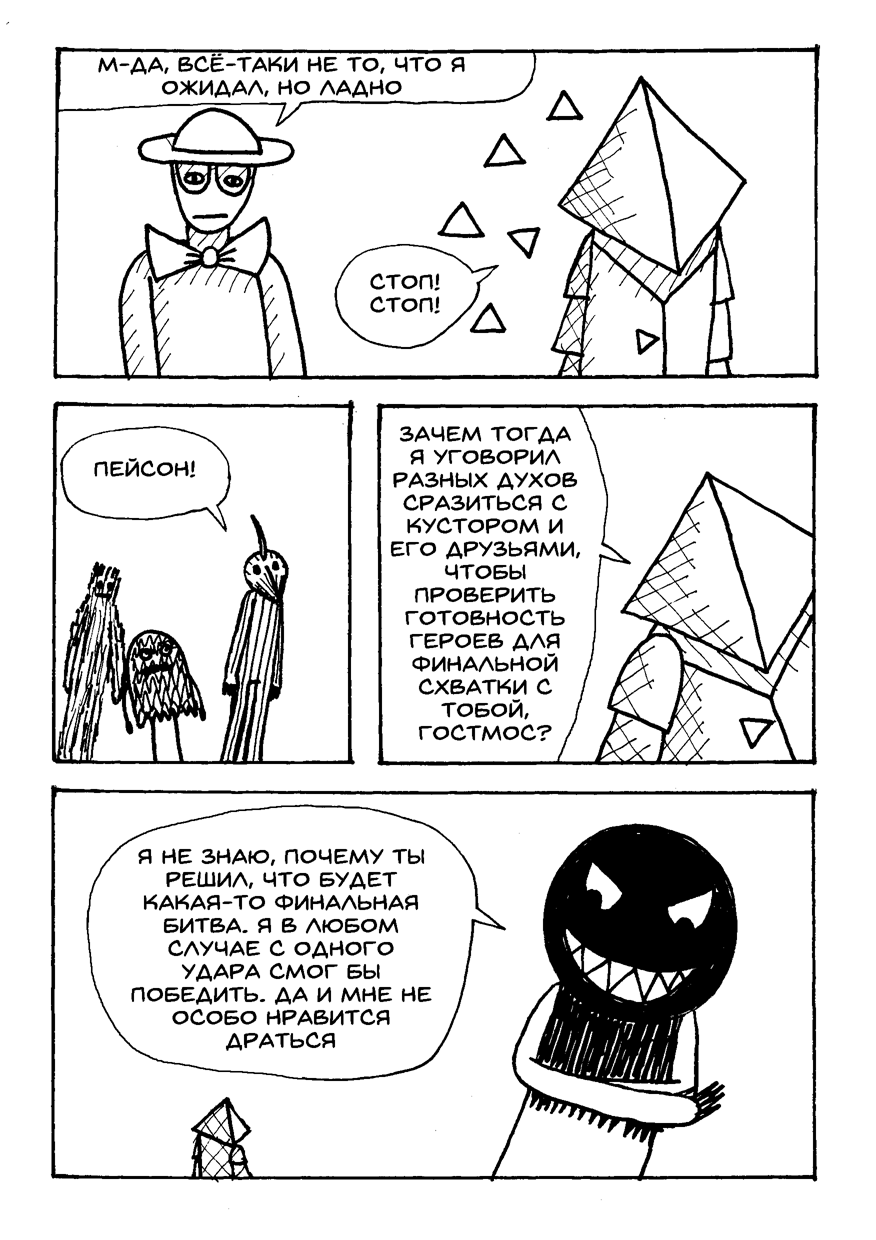 М-ДА, ВСЁ-ТАКИ НЕ ТО, ЧТО Я
ОЖИДАЛ, НО ЛАДНО
СТОП!
СТОП!
ПЕЙСОН!
ЗАЧЕМ ТОГДА
Я УГОВОРИЛ
РАЗНЫХ ДУХОВ
СРАЗИТЬСЯ С
КУСТОРОМ И
ЕГО ДРУЗЬЯМИ,
ЧТОБЫ
ПРОВЕРИТЬ
ГОТОВНОСТЬ
ГЕРОЕВ ДЛЯ
ФИНАЛЬНОЙ
СХВАТКИ С
ТОБОЙ,
ГОСТМОС?
Я НЕ ЗНАЮ, ПОЧЕМУ ТЫ
РЕШИЛ, ЧТО БУДЕТ
КАКАЯ-ТО ФИНАЛЬНАЯ
БИТВА. Я В ЛЮБОМ
СЛУЧАЕ С ОДНОГО
УДАРА СМОГ БЫ
ПОБЕДИТЬ. ДА И МНЕ НЕ
ОСОБО НРАВИТСЯ
ДРАТЬСЯ